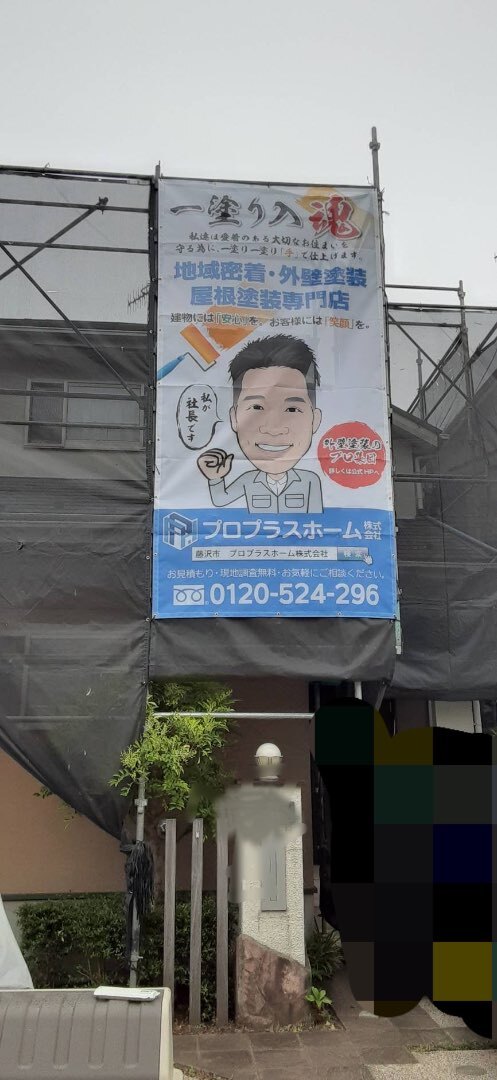 一塗り入魂
私達は愛着のある大切なお住まいを
守る為に、一塗り一塗り「手」で仕上げます。
地域密着・外壁塗装
屋根塗装専門店
建物には「安心」を。お客様には「笑顔」を。
私が
社長です
外壁塗装の
プロ集団
詳しくは公式HPへ
プロプラスホーム株式会社
藤沢市 プロプラスホーム株式会社 検索
お見積もり・現地調査無料・お気軽にご相談ください。
0120-524-296